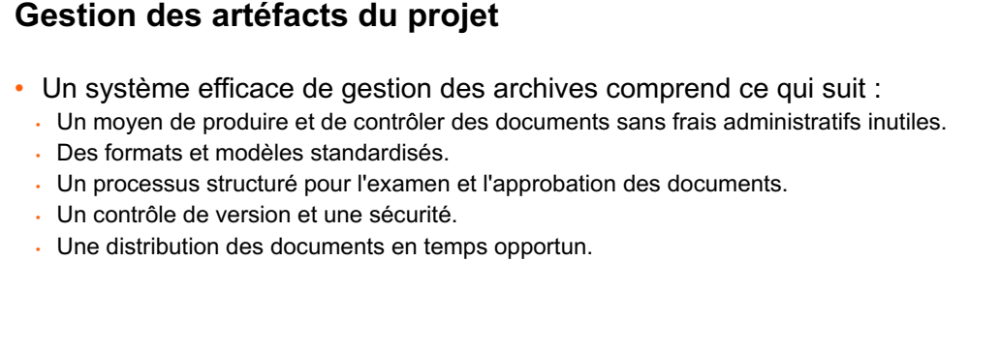 Gestion des artéfacts du projet
• Un système efficace de gestion des archives comprend ce qui suit :
• Un moyen de produire et de contrôler des documents sans frais administratifs inutiles.
• Des formats et modèles standardisés.
• Un processus structuré pour l'examen et l'approbation des documents.
• Un contrôle de version et une sécurité.
• Une distribution des documents en temps opportun.